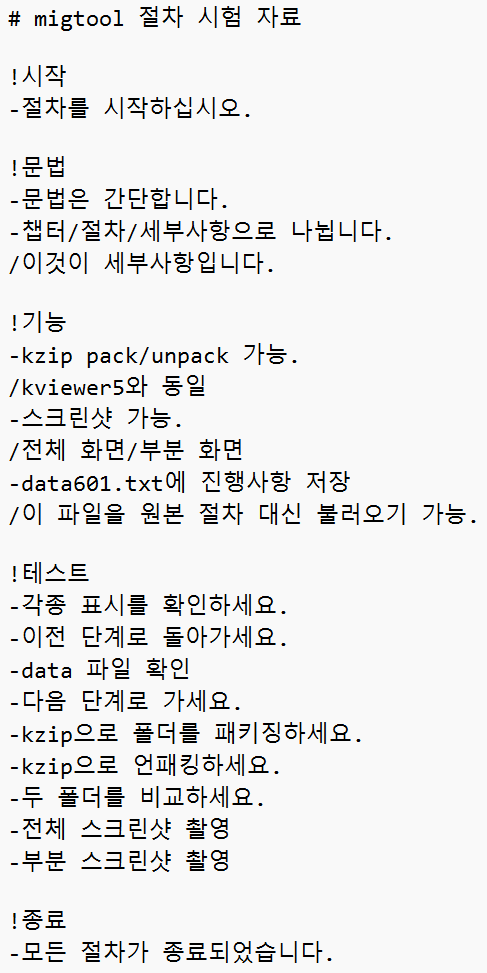 # migtool 절차 시험 자료
!시작
-절차를 시작하십시오.
!문법
-문법은 간단합니다.
-챕터/절차/세부사항으로 나뉩니다.
/이것이 세부사항입니다.
!기능
-kzip pack/unpack 가능.
/kviewer5와 동일
-스크린샷 가능.
/전체 화면/부분 화면
-data601.txt에 진행사항 저장
/이 파일을 원본 절차 대신 불러오기 가능.
!테스트
-각종 표시를 확인하세요.
-이전 단계로 돌아가세요.
-data 파일 확인
-다음 단계로 가세요.
-kzip으로 폴더를 패키징하세요.
-kzip으로 언패킹하세요.
-두 폴더를 비교하세요.
-전체 스크린샷 촬영
-부분 스크린샷 촬영
!종료
-모든 절차가 종료되었습니다.